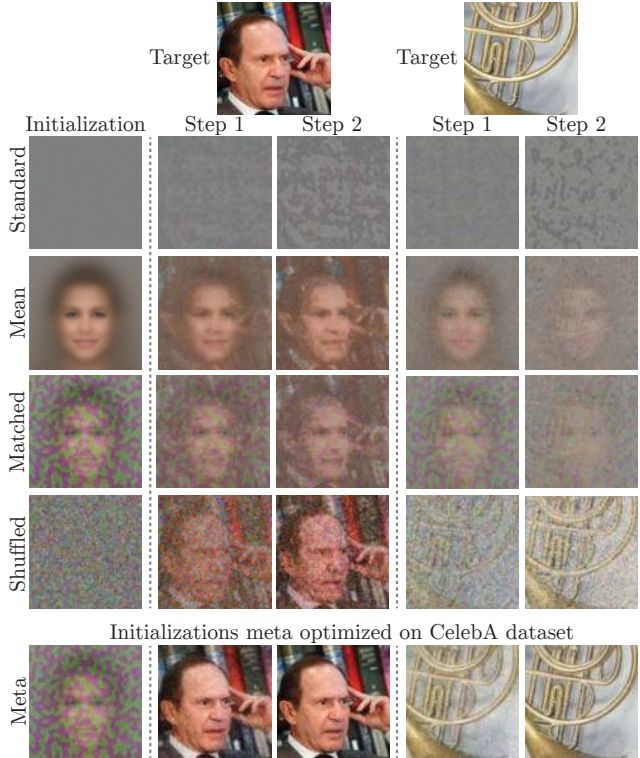 Target
Target
Initialization Step 1 Step 2 Step 1 Step 2
Standard
Mean
Matched
Shuffled
Initializations meta optimized on CelebA dataset
Meta